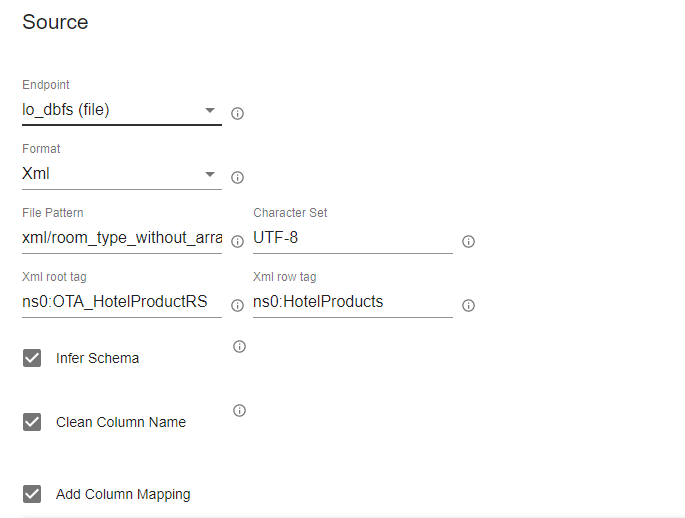 Source
Endpoint
lo_dbfs (file)
Format
Xml
File Pattern Character Set
xml/room_type_without_arra UTF-8
Xml root tag Xml row tag
ns0:OTA_HotelProductRS ns0:HotelProducts
Infer Schema
Clean Column Name
Add Column Mapping